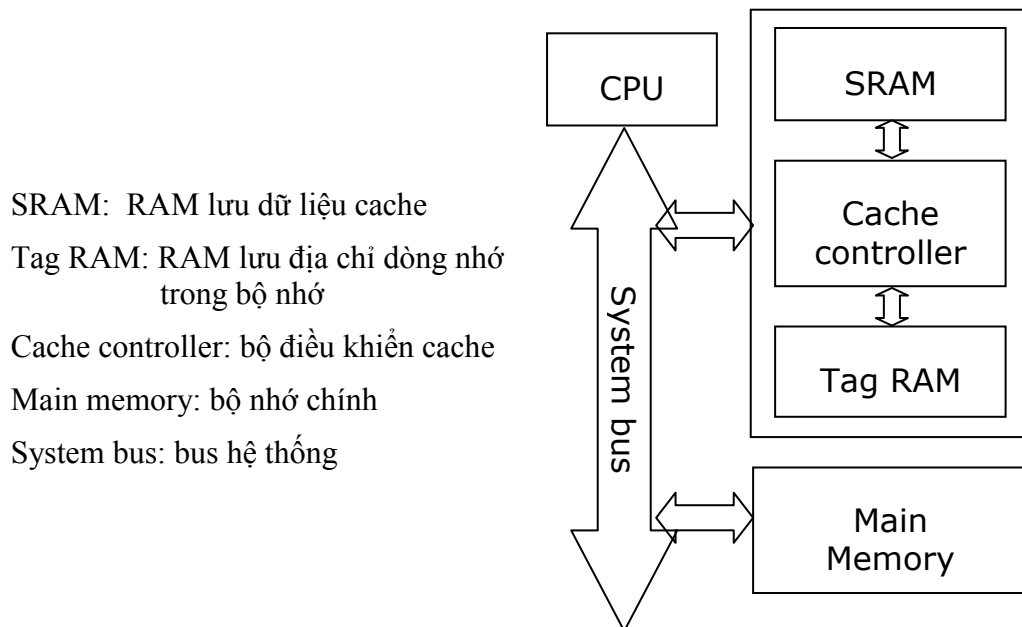 CPU
SRAM
Cache
controller
Tag RAM
System bus
Main
Memory
SRAM: RAM lưu dữ liệu cache
Tag RAM: RAM lưu địa chỉ dòng nhớ
trong bộ nhớ
Cache controller: bộ điều khiển cache
Main memory: bộ nhớ chính
System bus: bus hệ thống